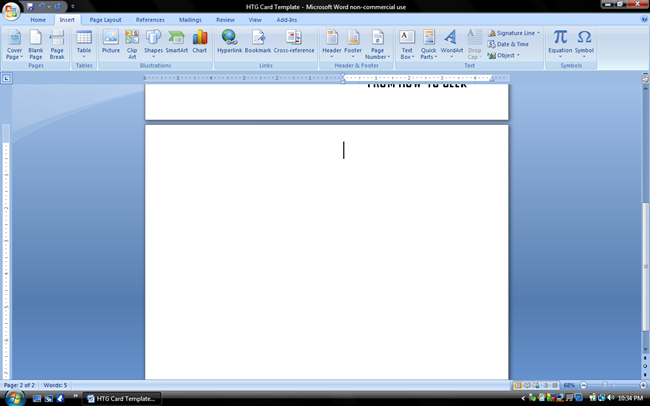 HTG Card Template - Microsoft Word non-commercial use
Home Insert Page Layout References Mailings Review View Add-Ins
Cover Page
Blank Page
Page Break
Table
Picture
Clip Art
Shapes
SmartArt
Chart
Hyperlink
Bookmark
Cross-reference
Header
Footer
Page Number
Text Box
Quick Parts
WordArt
Drop Cap
Signature Line
Date & Time
Object
Equation
Symbol
Pages Tables Illustrations Links Header & Footer Text Symbols
FROM HOW-TO GEEK
Page: 2 of 2 Words: 5 68%
HTG Card Template... 10:34 PM